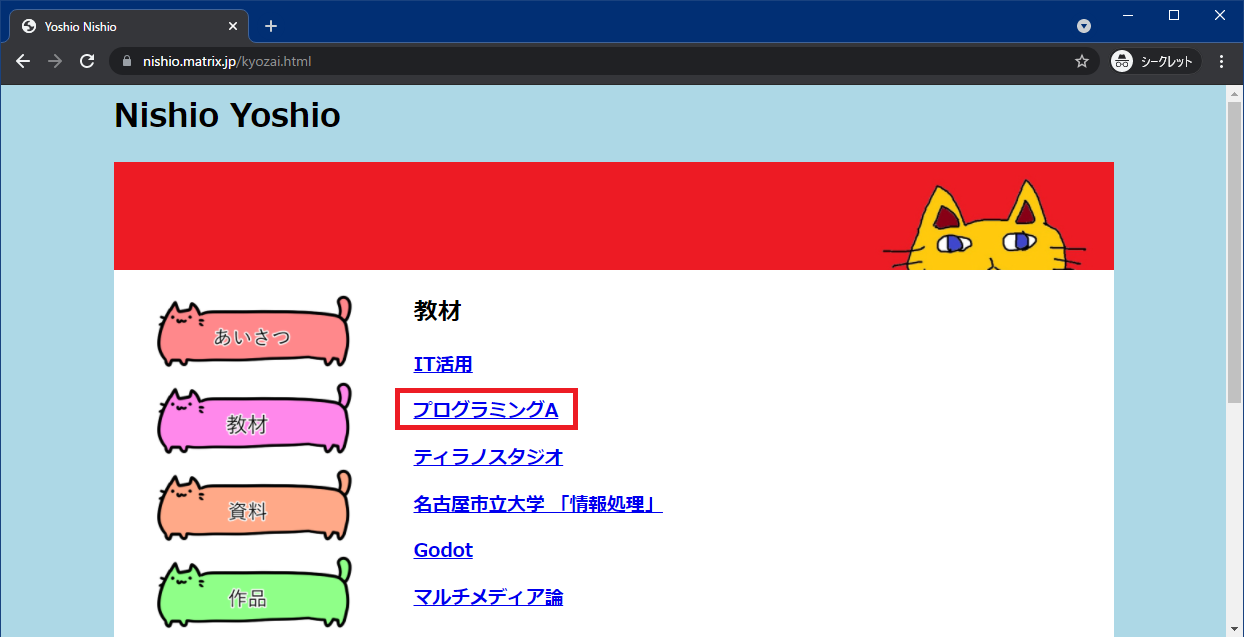 Yoshio Nishio
nishio.matrix.jp/kyozai.html
シークレット
Nishio Yoshio
あいさつ
教材
資料
作品
教材
IT活用
プログラミングA
ティラノスタジオ
名古屋市立大学 「情報処理」
Godot
マルチメディア論